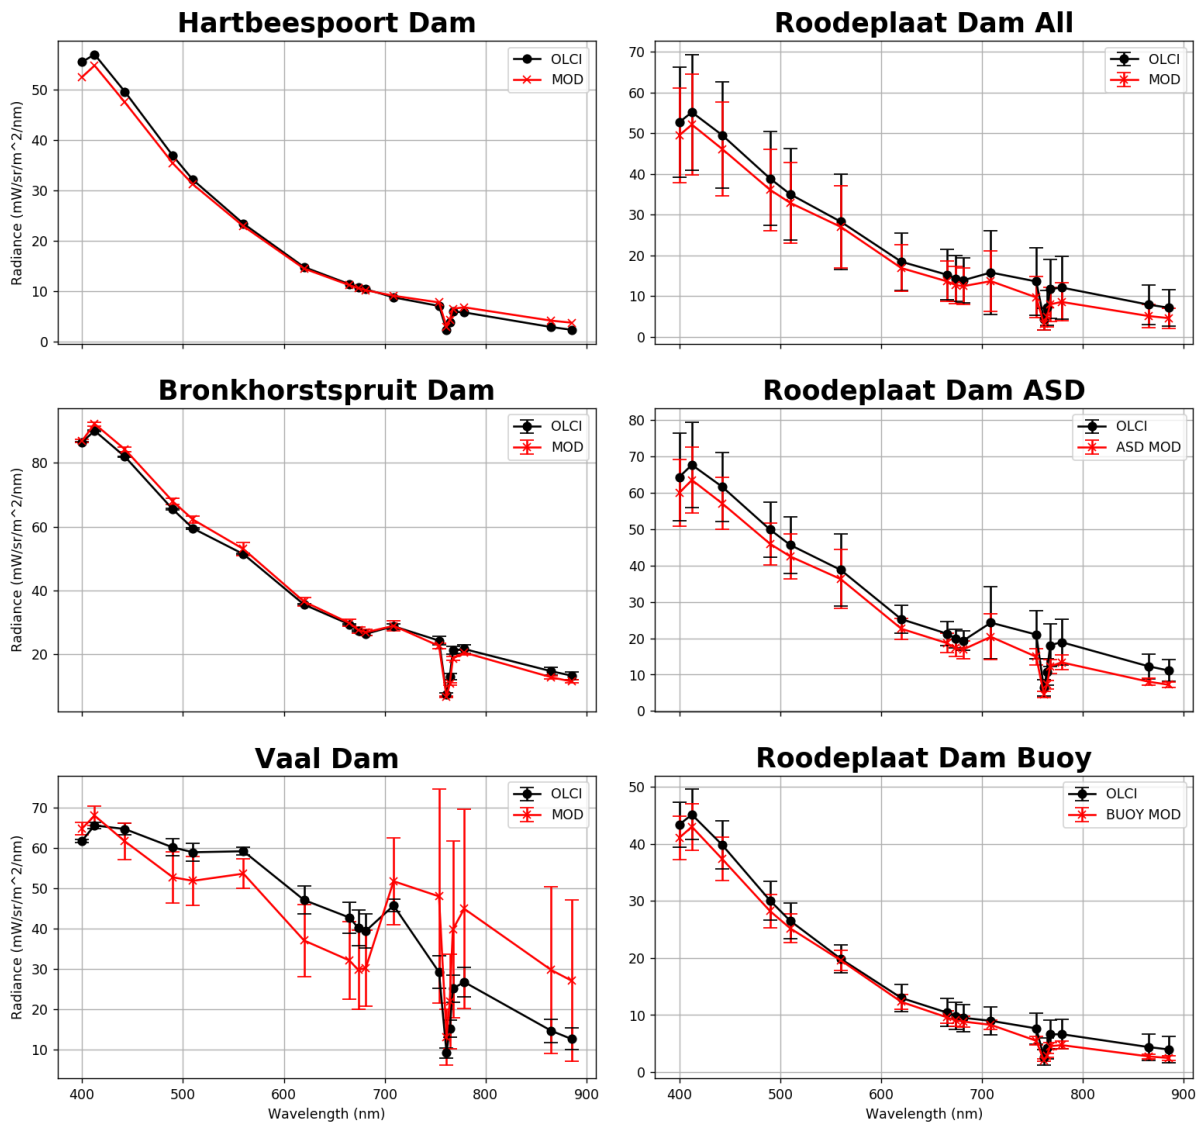 Hartbeespoort Dam
Radiance (mW/sr/m^2/nm)
50
40
30
20
10
0
OLCI
MOD
Roodeplaat Dam All
70
60
50
40
30
20
10
0
OLCI
MOD
Bronkhorstspruit Dam
Radiance (mW/sr/m^2/nm)
80
60
40
20
OLCI
MOD
Roodeplaat Dam ASD
80
70
60
50
40
30
20
10
0
OLCI
ASD MOD
Vaal Dam
Radiance (mW/sr/m^2/nm)
70
60
50
40
30
20
10
OLCI
MOD
400 500 600 700 800 900
Wavelength (nm)
Roodeplaat Dam Buoy
50
40
30
20
10
0
OLCI
BUOY MOD
400 500 600 700 800 900
Wavelength (nm)